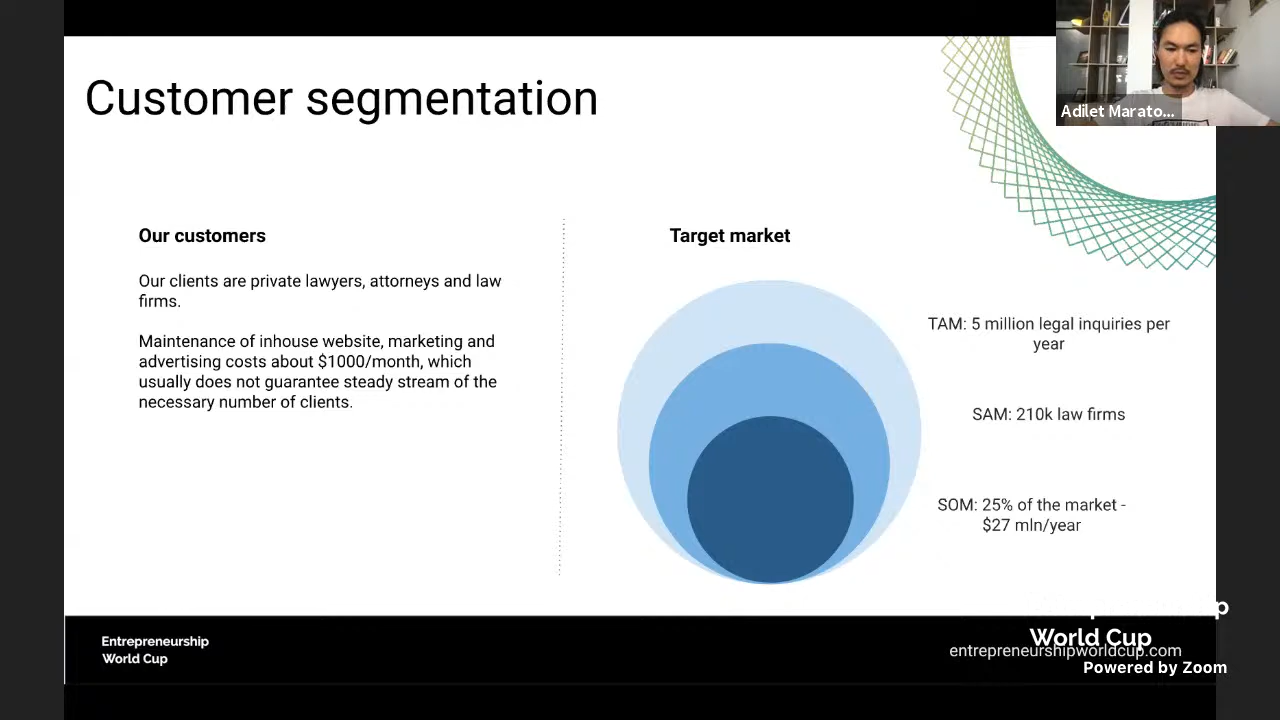 Customer segmentation
Adilet Marato...
Our customers
Our clients are private lawyers, attorneys and law
firms.
Maintenance of inhouse website, marketing and
advertising costs about $1000/month, which
usually does not guarantee steady stream of the
necessary number of clients.
Target market
TAM: 5 million legal inquiries per
year
SAM: 210k law firms
SOM: 25% of the market -
$27 mln/year
Entrepreneurship
World Cup
World Cup
entrepreneurshipworldcup.com
Powered by Zoom